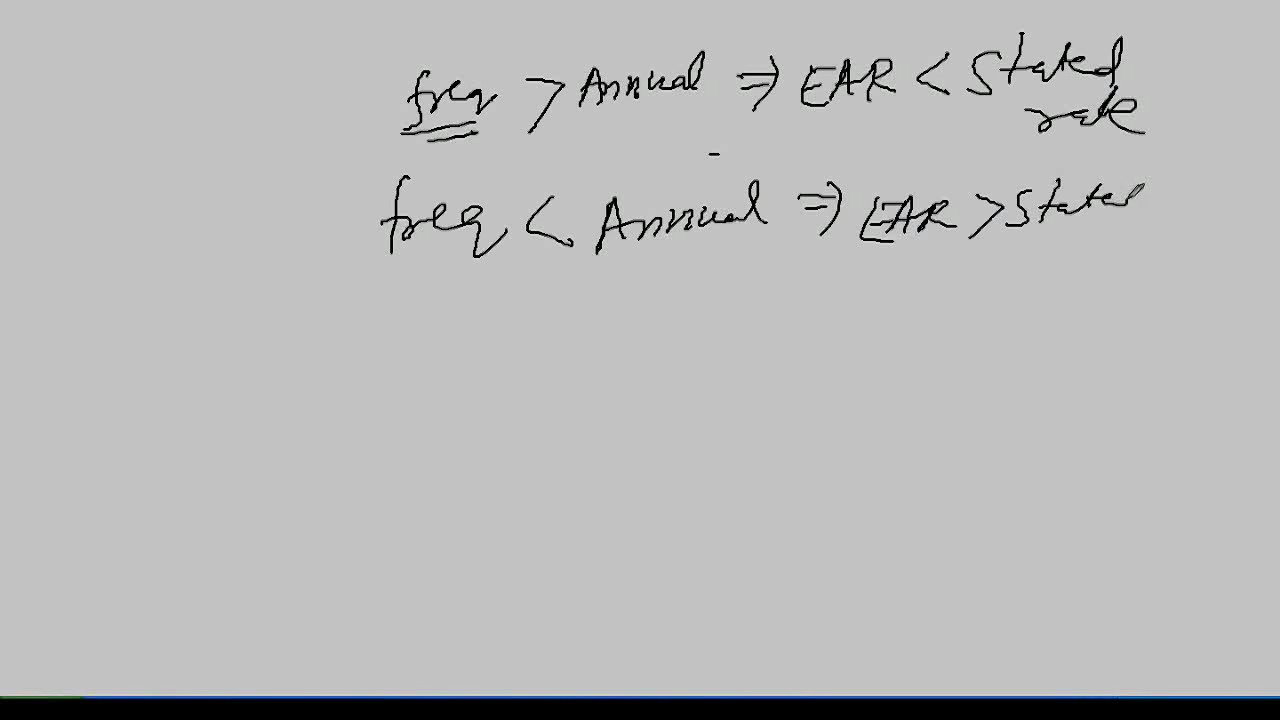 freq > Annual ⇒ EAR < Stated
rate
freq < Annual ⇒ EAR > Stated